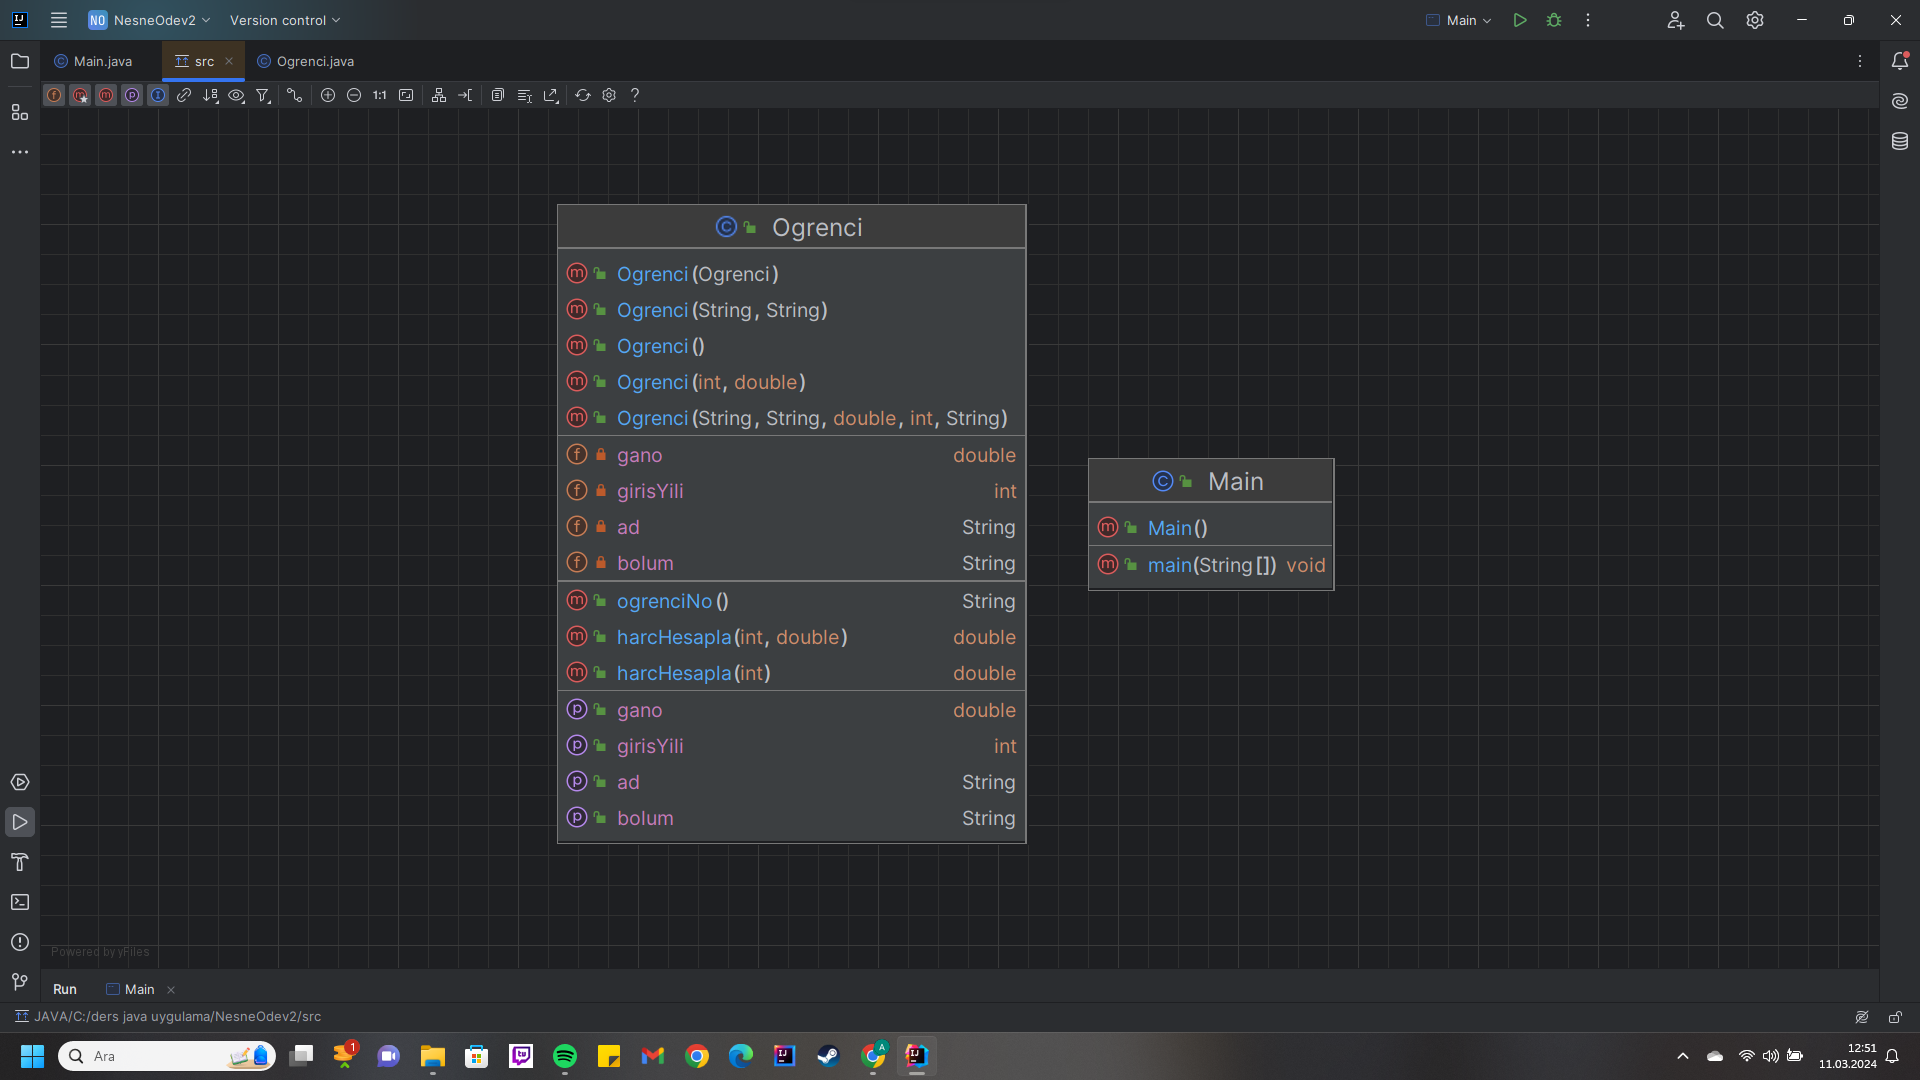 NO NesneOdev2 Version control Main
Main.java src Ogrenci.java
1:1 ?
Ogrenci
Ogrenci(Ogrenci)
Ogrenci(String, String)
Ogrenci()
Ogrenci(int, double)
Ogrenci(String, String, double, int, String)
gano double
girisYili int
ad String
bolum String
ogrenciNo() String
harcHesapla(int, double) double
harcHesapla(int) double
gano double
girisYili int
ad String
bolum String
Main
Main()
main(String[]) void
Powered by yFiles
Run Main
JAVA/C:/ders java uygulama/NesneOdev2/src
Ara
1
A
12:51
11.03.2024